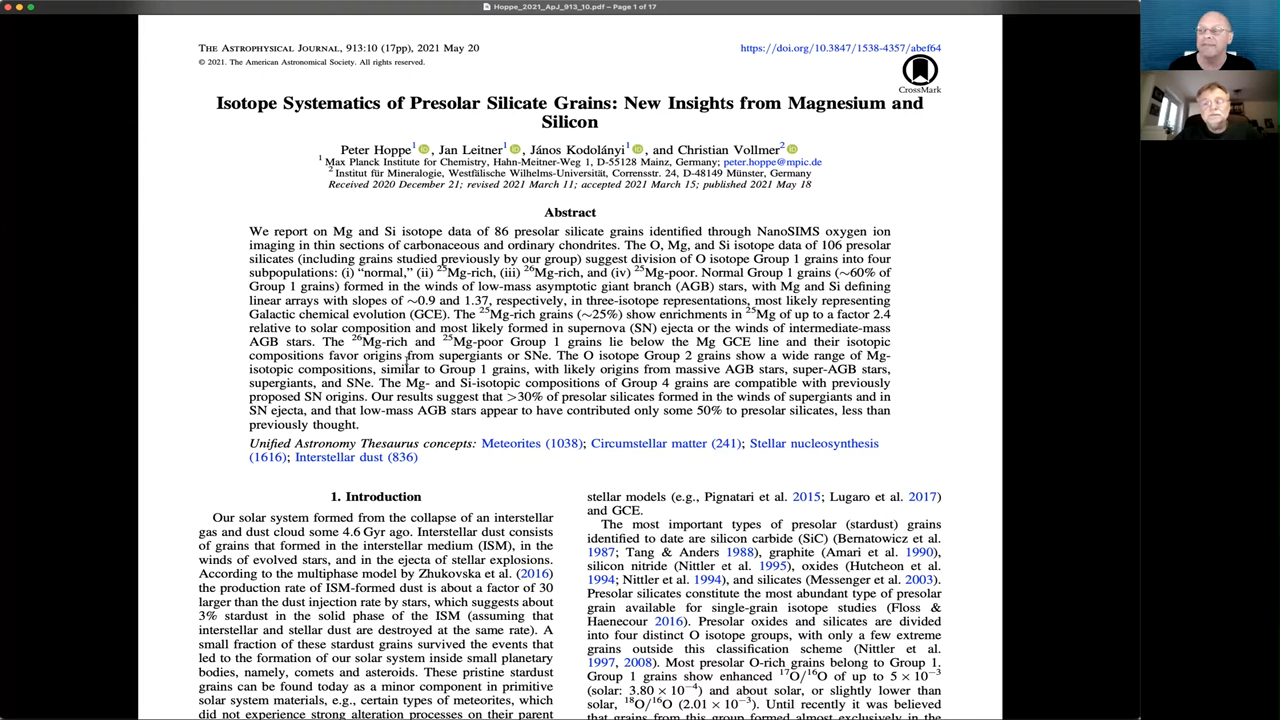 Hoppe_2021_ApJ_913_10.pdf – Page 1 of 17
THE ASTROPHYSICAL JOURNAL, 913:10 (17pp), 2021 May 20
https://doi.org/10.3847/1538-4357/abef64
© 2021. The American Astronomical Society. All rights reserved.
CrossMark
Isotope Systematics of Presolar Silicate Grains: New Insights from Magnesium and
Silicon
Peter Hoppe¹, Jan Leitner¹, János Kodolányi¹, and Christian Vollmer²
¹ Max Planck Institute for Chemistry, Hahn-Meitner-Weg 1, D-55128 Mainz, Germany; peter.hoppe@mpic.de
² Institut für Mineralogie, Westfälische Wilhelms-Universität, Corrensstr. 24, D-48149 Münster, Germany
Received 2020 December 21; revised 2021 March 11; accepted 2021 March 15; published 2021 May 18
Abstract
We report on Mg and Si isotope data of 86 presolar silicate grains identified through NanoSIMS oxygen ion
imaging in thin sections of carbonaceous and ordinary chondrites. The O, Mg, and Si isotope data of 106 presolar
silicates (including grains studied previously by our group) suggest division of O isotope Group 1 grains into four
subpopulations: (i) “normal,” (ii) ²⁵Mg-rich, (iii) ²⁶Mg-rich, and (iv) ²⁵Mg-poor. Normal Group 1 grains (∼60% of
Group 1 grains) formed in the winds of low-mass asymptotic giant branch (AGB) stars, with Mg and Si defining
linear arrays with slopes of ∼0.9 and 1.37, respectively, in three-isotope representations, most likely representing
Galactic chemical evolution (GCE). The ²⁵Mg-rich grains (∼25%) show enrichments in ²⁵Mg of up to a factor 2.4
relative to solar composition and most likely formed in supernova (SN) ejecta or the winds of intermediate-mass
AGB stars. The ²⁶Mg-rich and ²⁵Mg-poor Group 1 grains lie below the Mg GCE line and their isotopic
compositions favor origins from supergiants or SNe. The O isotope Group 2 grains show a wide range of Mg-
isotopic compositions, similar to Group 1 grains, with likely origins from massive AGB stars, super-AGB stars,
supergiants, and SNe. The Mg- and Si-isotopic compositions of Group 4 grains are compatible with previously
proposed SN origins. Our results suggest that >30% of presolar silicates formed in the winds of supergiants and in
SN ejecta, and that low-mass AGB stars appear to have contributed only some 50% to presolar silicates, less than
previously thought.
Unified Astronomy Thesaurus concepts: Meteorites (1038); Circumstellar matter (241); Stellar nucleosynthesis
(1616); Interstellar dust (836)
1. Introduction
Our solar system formed from the collapse of an interstellar
gas and dust cloud some 4.6 Gyr ago. Interstellar dust consists
of grains that formed in the interstellar medium (ISM), in the
winds of evolved stars, and in the ejecta of stellar explosions.
According to the multiphase model by Zhukovska et al. (2016)
the production rate of ISM-formed dust is about a factor of 30
larger than the dust injection rate by stars, which suggests about
3% stardust in the solid phase of the ISM (assuming that
interstellar and stellar dust are destroyed at the same rate). A
small fraction of these stardust grains survived the events that
led to the formation of our solar system inside small planetary
bodies, namely, comets and asteroids. These pristine stardust
grains can be found today as a minor component in primitive
solar system materials, e.g., certain types of meteorites, which
did not experience strong alteration processes on their parent
stellar models (e.g., Pignatari et al. 2015; Lugaro et al. 2017)
and GCE.
The most important types of presolar (stardust) grains
identified to date are silicon carbide (SiC) (Bernatowicz et al.
1987; Tang & Anders 1988), graphite (Amari et al. 1990),
silicon nitride (Nittler et al. 1995), oxides (Hutcheon et al.
1994; Nittler et al. 1994), and silicates (Messenger et al. 2003).
Presolar silicates constitute the most abundant type of presolar
grain available for single-grain isotope studies (Floss &
Haenecour 2016). Presolar oxides and silicates are divided
into four distinct O isotope groups, with only a few extreme
grains outside this classification scheme (Nittler et al.
1997, 2008). Most presolar O-rich grains belong to Group 1.
Group 1 grains show enhanced ¹⁷O/¹⁶O of up to 5 × 10⁻³
(solar: 3.80 × 10⁻⁴) and about solar, or slightly lower than
solar, ¹⁸O/¹⁶O (2.01 × 10⁻³). Until recently it was believed
that grains from this group formed almost exclusively in the